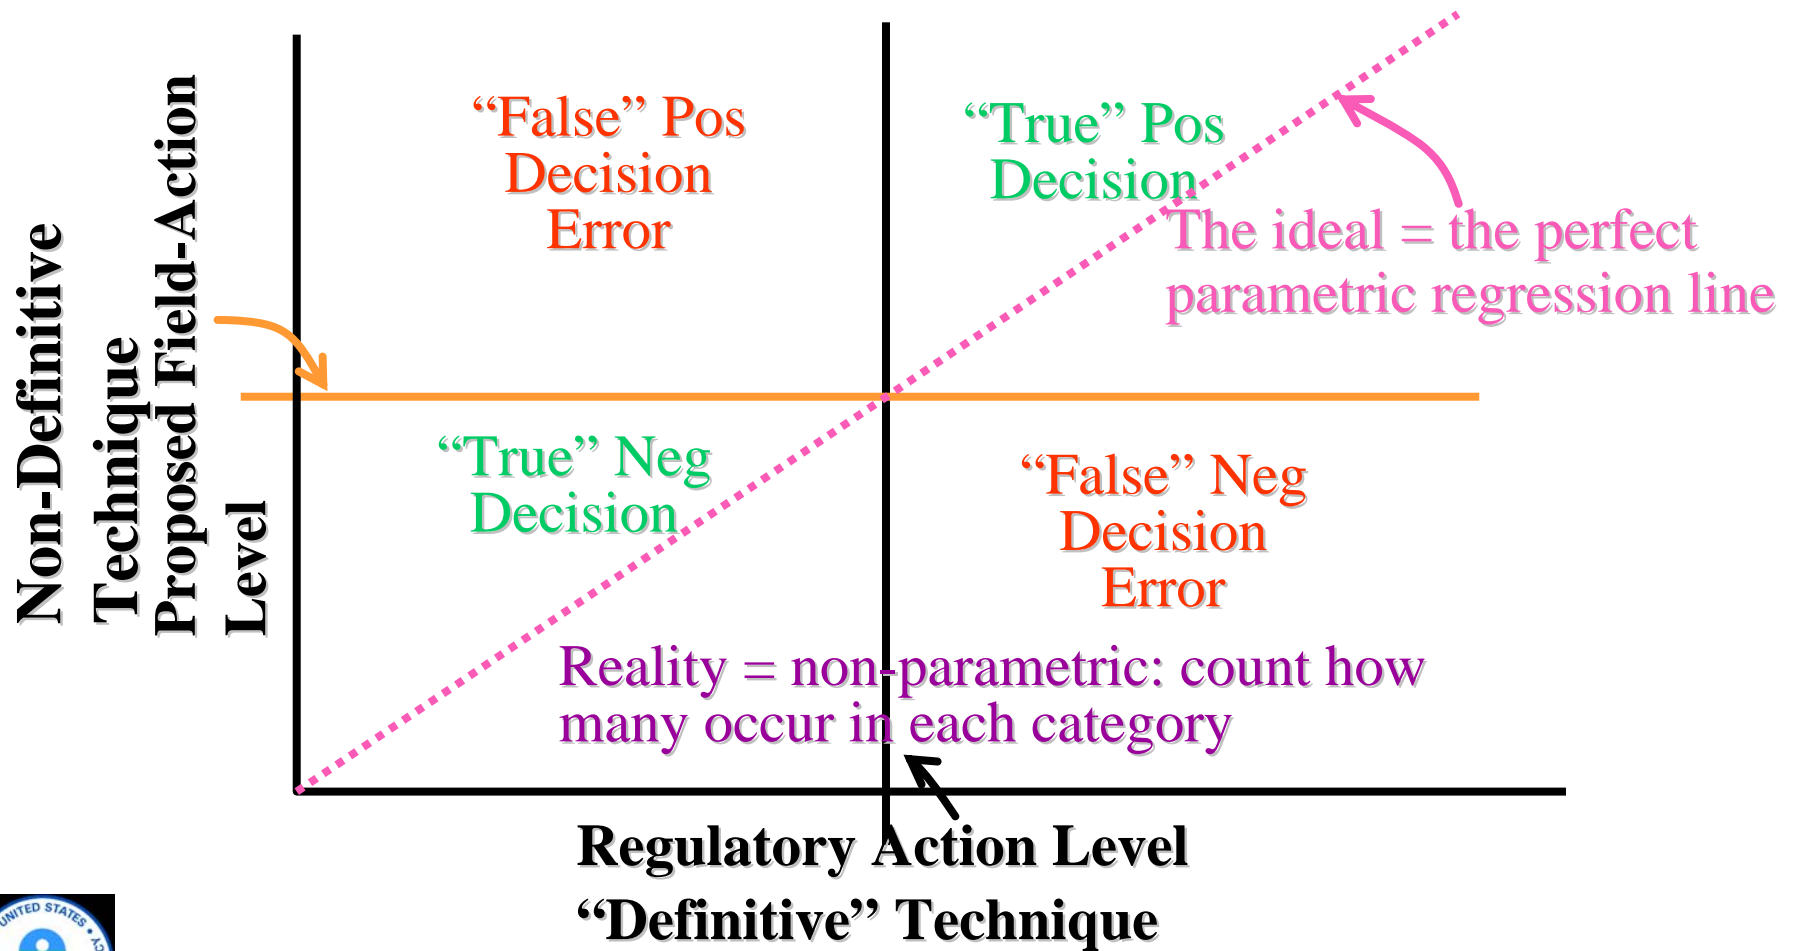 Non-Definitive
Technique
Proposed Field-Action
Level
“False” Pos
Decision
Error
“True” Pos
Decision
The ideal = the perfect
parametric regression line
“True” Neg
Decision
“False” Neg
Decision
Error
Reality = non-parametric: count how
many occur in each category
Regulatory Action Level
“Definitive” Technique
UNITED STATES